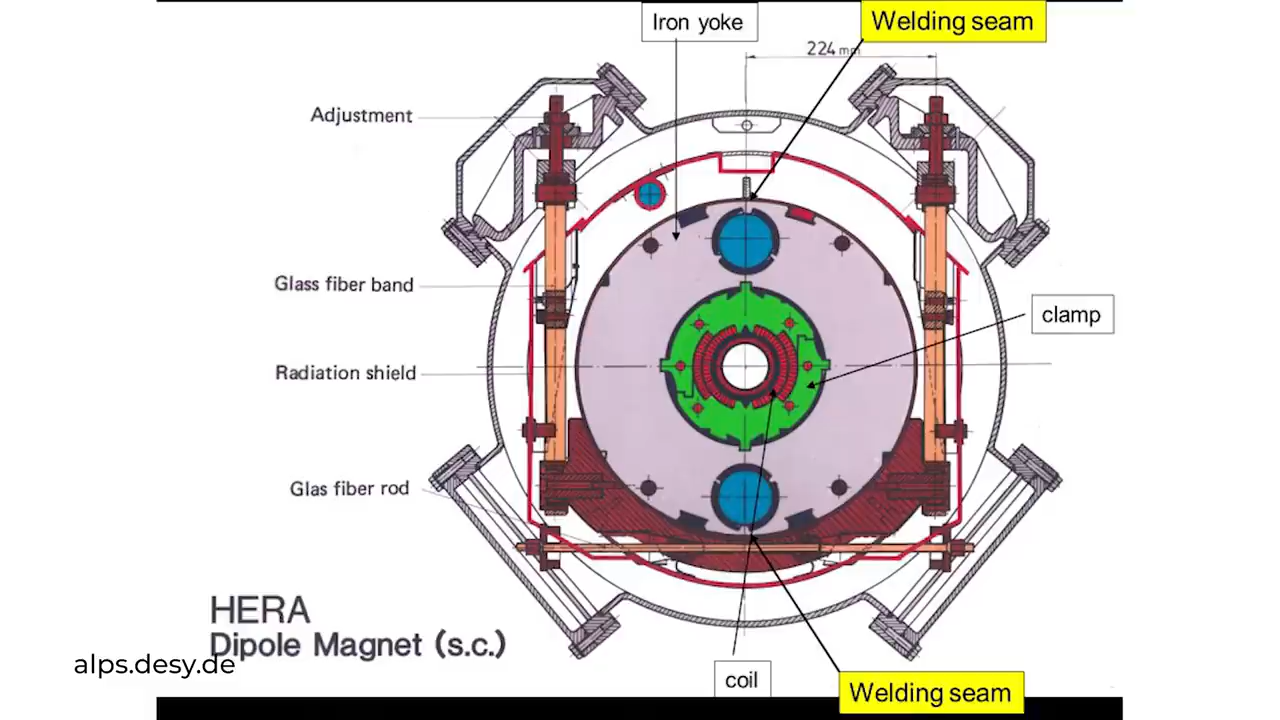 Iron yoke
Welding seam
224 mm
Adjustment
Glass fiber band
clamp
Radiation shield
Glas fiber rod
HERA
Dipole Magnet (s.c.)
alps.desy.de
coil
Welding seam